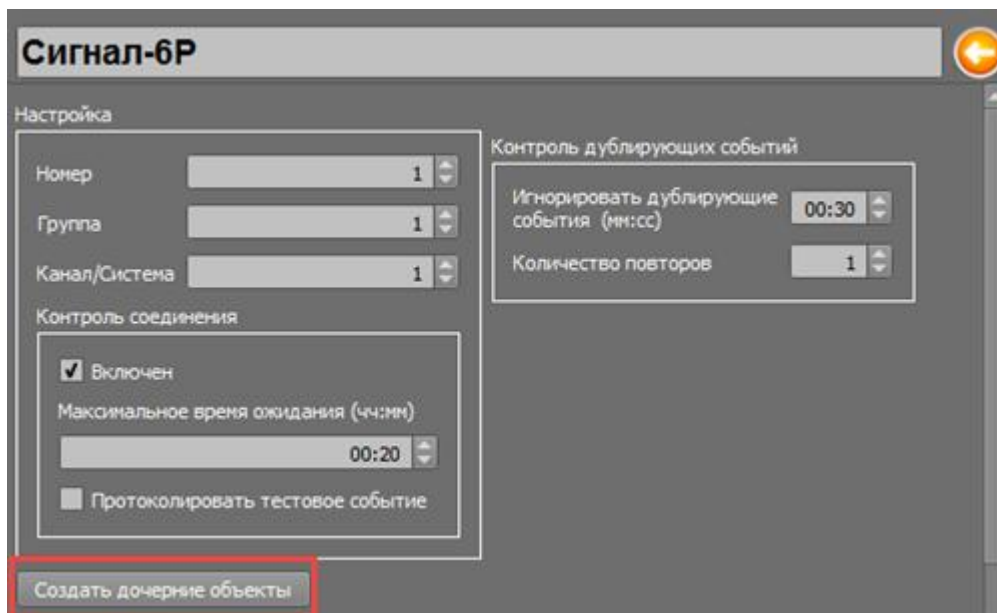 Сигнал-6Р
Настройка
Номер 1
Группа 1
Канал/Система 1
Контроль соединения
Включен
Максимальное время ожидания (чч:мм)
00:20
Протоколировать тестовое событие
Контроль дублирующих событий
Игнорировать дублирующие
события (мм:сс) 00:30
Количество повторов 1
Создать дочерние объекты